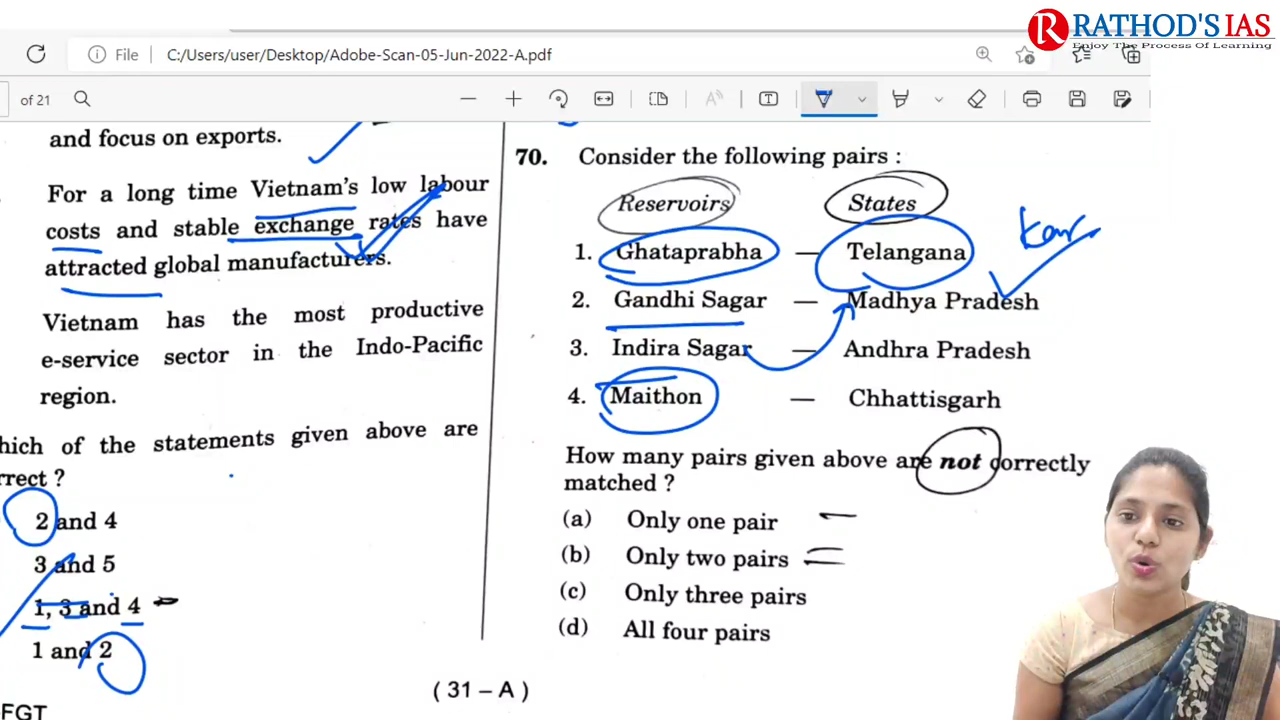 RATHOD'S IAS
Enjoy The Process Of Learning
File C:/Users/user/Desktop/Adobe-Scan-05-Jun-2022-A.pdf
of 21
and focus on exports.
For a long time Vietnam's low labour
costs and stable exchange rates have
attracted global manufacturers.
Vietnam has the most productive
e-service sector in the Indo-Pacific
region.
hich of the statements given above are
rrect ?
2 and 4
3 and 5
1, 3 and 4
1 and 2
FGT
70. Consider the following pairs :
Reservoirs States
1. Ghataprabha — Telangana
Kar
2. Gandhi Sagar — Madhya Pradesh
3. Indira Sagar — Andhra Pradesh
4. Maithon — Chhattisgarh
How many pairs given above are not correctly
matched ?
(a) Only one pair
(b) Only two pairs
(c) Only three pairs
(d) All four pairs
( 31 – A )